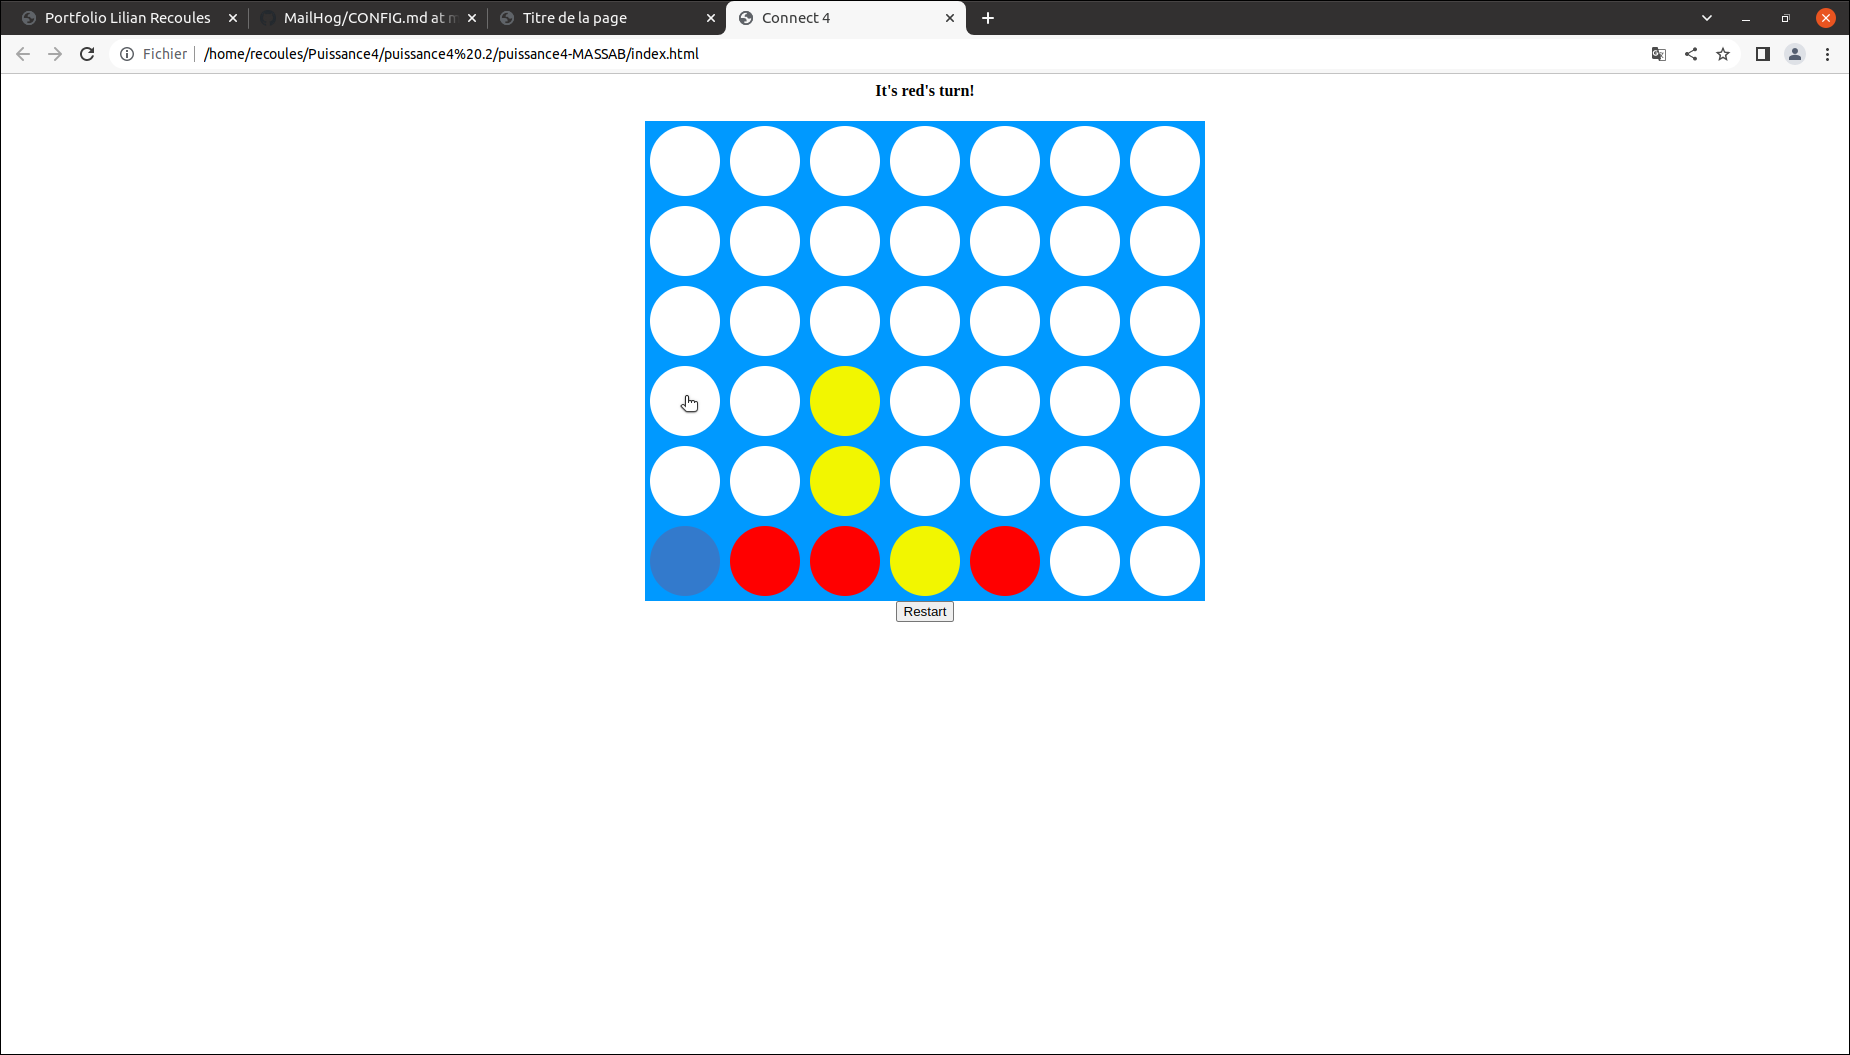 Portfolio Lilian Recoules
MailHog/CONFIG.md at m
Titre de la page
Connect 4
Fichier
/home/recoules/Puissance4/puissance4%20.2/puissance4-MASSAB/index.html
It's red's turn!
Restart